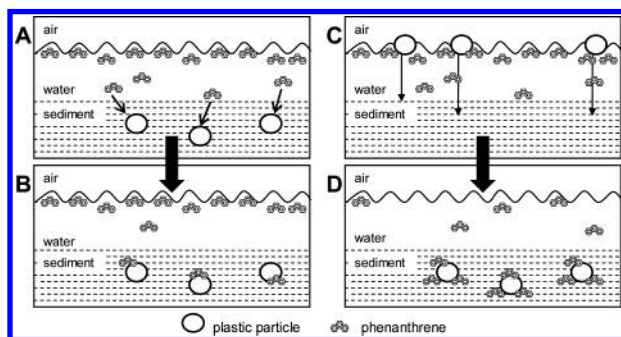 A
air
water
sediment
C
air
water
sediment
B
air
water
sediment
D
air
water
sediment
plastic particle
phenanthrene